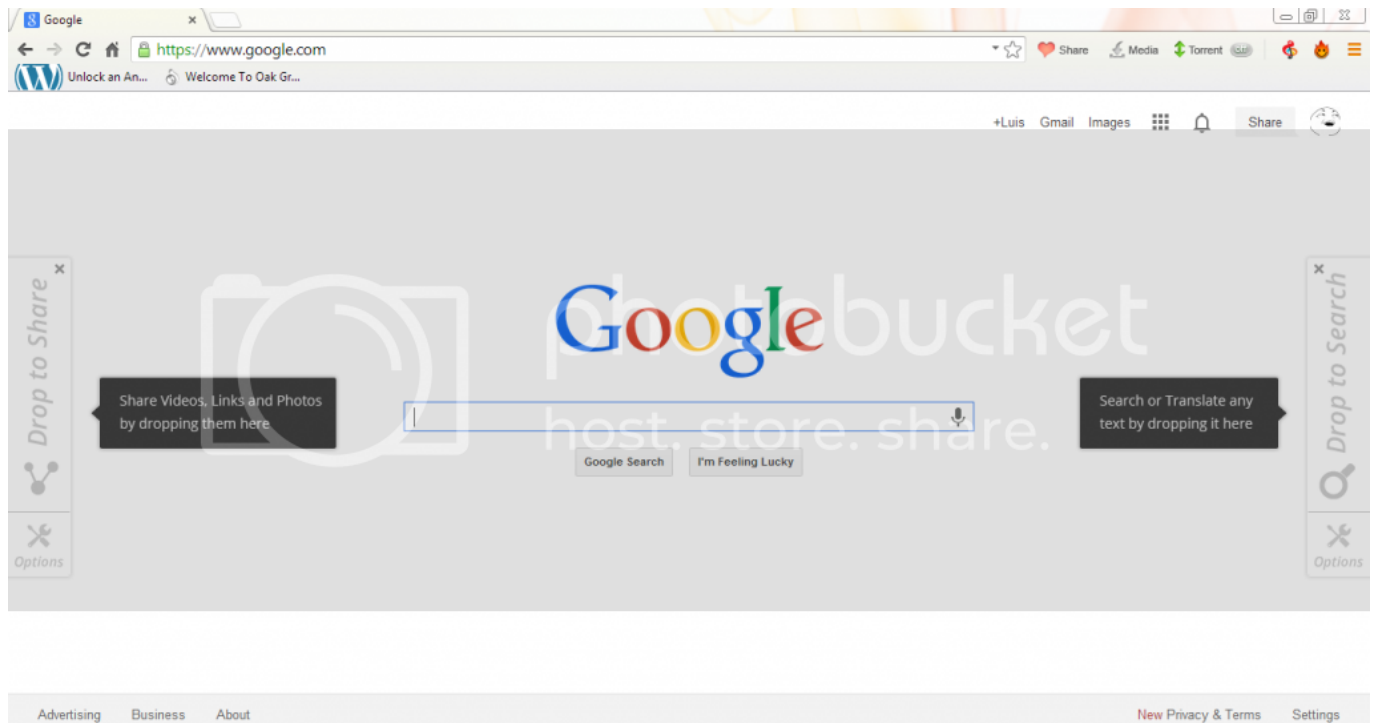 Google
https://www.google.com
Share
Media
Torrent
Unlock an An...
Welcome To Oak Gr...
+Luis Gmail Images Share
Drop to Share
Options
Share Videos, Links and Photos
by dropping them here
Google
photobucket
host. store. share.
Google Search
I'm Feeling Lucky
Search or Translate any
text by dropping it here
Drop to Search
Options
Advertising Business About
New Privacy & Terms Settings